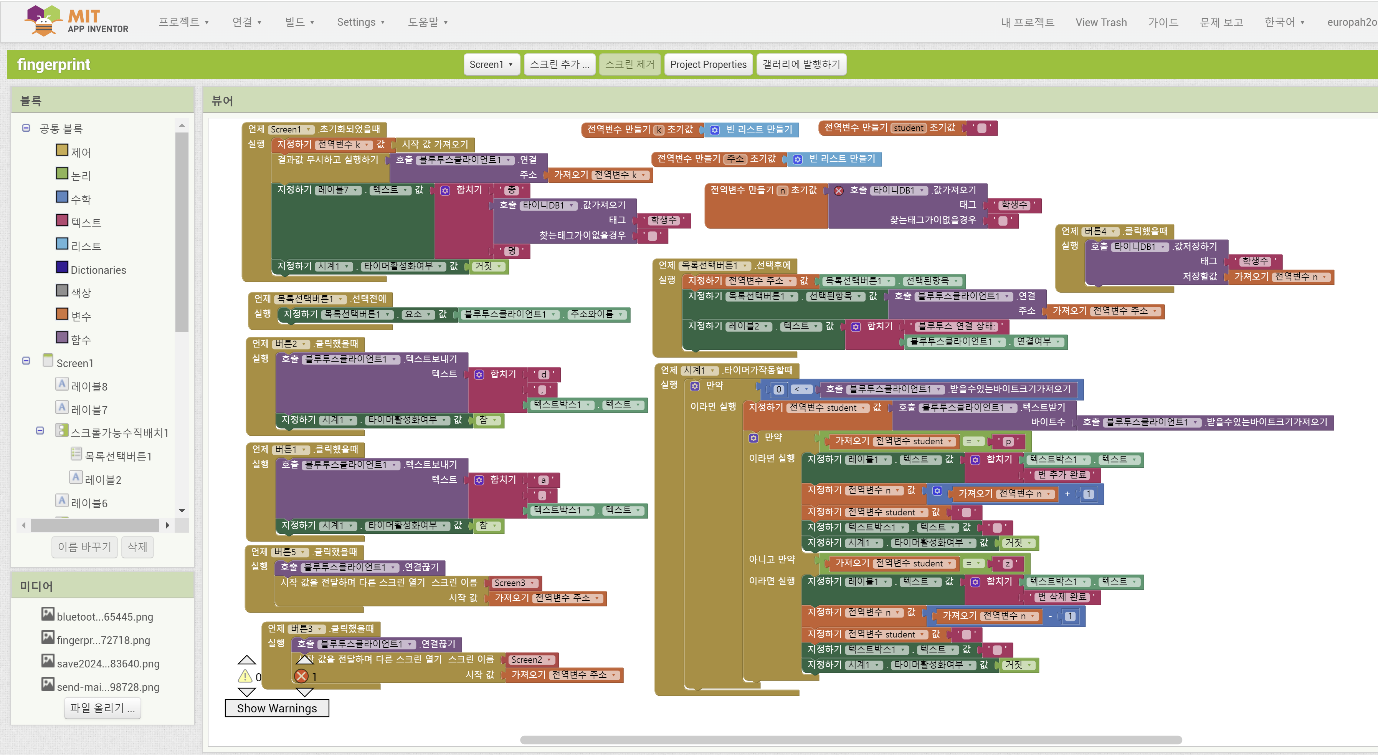 MIT
APP INVENTOR
프로젝트 연결 빌드 Settings 도움말 내 프로젝트 View Trash 가이드 문제 보고 한국어 europah2o
fingerprint Screen1 스크린 추가 ... 스크린 제거 Project Properties 갤러리에 발행하기
블록
공통 블록
제어
논리
수학
텍스트
리스트
Dictionaries
색상
변수
함수
Screen1
레이블8
레이블7
스크롤가능수직배치1
목록선택버튼1
레이블2
레이블6
이름 바꾸기 삭제
미디어
bluetoot...65445.png
fingerpr...72718.png
save2024...83640.png
send-mai...98728.png
파일 올리기 ...
뷰어
언제 Screen1 .초기화되었을때
실행 지정하기 전역변수 k 값 시작 값 가져오기
결과값 무시하고 실행하기 호출 블루투스클라이언트1 .연결
주소 가져오기 전역변수 k
지정하기 레이블7 . 텍스트 값 합치기 " 총 "
호출 타이니DB1 .값가져오기
태그 " 학생수 "
찾는태그가이없을경우 " "
" 명 "
지정하기 시계1 . 타이머활성화여부 값 거짓
전역변수 만들기 k 초기값 빈 리스트 만들기
전역변수 만들기 student 초기값 " "
전역변수 만들기 주소 초기값 빈 리스트 만들기
전역변수 만들기 n 초기값 호출 타이니DB1 .값가져오기
태그 " 학생수 "
찾는태그가이없을경우 " "
언제 버튼4 .클릭했을때
실행 호출 타이니DB1 .값저장하기
태그 " 학생수 "
저장할값 가져오기 전역변수 n
언제 목록선택버튼1 .선택전에
실행 지정하기 목록선택버튼1 . 요소 값 블루투스클라이언트1 . 주소와이름
언제 버튼2 .클릭했을때
실행 호출 블루투스클라이언트1 .텍스트보내기
텍스트 합치기 " d "
" . "
텍스트박스1 . 텍스트
지정하기 시계1 . 타이머활성화여부 값 참
언제 버튼1 .클릭했을때
실행 호출 블루투스클라이언트1 .텍스트보내기
텍스트 합치기 " a "
" . "
텍스트박스1 . 텍스트
지정하기 시계1 . 타이머활성화여부 값 참
언제 버튼5 .클릭했을때
실행 호출 블루투스클라이언트1 .연결끊기
시작 값을 전달하며 다른 스크린 열기 스크린 이름 Screen3
시작 값 가져오기 전역변수 주소
언제 버튼3 .클릭했을때
실행 호출 블루투스클라이언트1 .연결끊기
값을 전달하며 다른 스크린 열기 스크린 이름 Screen2
시작 값 가져오기 전역변수 주소
0 1
Show Warnings
언제 목록선택버튼1 .선택후에
실행 지정하기 전역변수 주소 값 목록선택버튼1 . 선택된항목
지정하기 목록선택버튼1 . 선택된항목 값 호출 블루투스클라이언트1 .연결
주소 가져오기 전역변수 주소
지정하기 레이블2 . 텍스트 값 합치기 " 블루투스 연결 상태 "
블루투스클라이언트1 . 연결여부
언제 시계1 .타이머가작동할때
실행 만약 0 < 호출 블루투스클라이언트1 .받을수있는바이트크기가져오기
이라면 실행 지정하기 전역변수 student 값 호출 블루투스클라이언트1 .텍스트받기
바이트수 호출 블루투스클라이언트1 .받을수있는바이트크기가져오기
만약 가져오기 전역변수 student = " p "
이라면 실행 지정하기 레이블1 . 텍스트 값 합치기 텍스트박스1 . 텍스트
" 번 추가 완료 "
지정하기 전역변수 n 값 가져오기 전역변수 n + 1
지정하기 전역변수 student 값 " "
지정하기 텍스트박스1 . 텍스트 값 " "
지정하기 시계1 . 타이머활성화여부 값 거짓
아니고 만약 가져오기 전역변수 student = " z "
이라면 실행 지정하기 레이블1 . 텍스트 값 합치기 텍스트박스1 . 텍스트
" 번 삭제 완료 "
지정하기 전역변수 n 값 가져오기 전역변수 n - 1
지정하기 전역변수 student 값 " "
지정하기 텍스트박스1 . 텍스트 값 " "
지정하기 시계1 . 타이머활성화여부 값 거짓